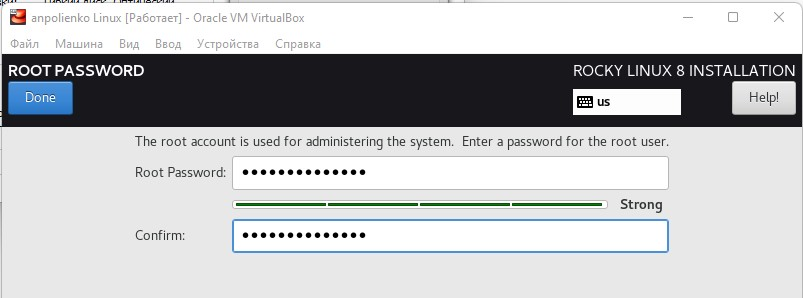 anpolienko Linux [Работает] - Oracle VM VirtualBox
Файл Машина Вид Ввод Устройства Справка
ROOT PASSWORD
ROCKY LINUX 8 INSTALLATION
Done
us
Help!
The root account is used for administering the system. Enter a password for the root user.
Root Password: ●●●●●●●●●●●●●●
Strong
Confirm: ●●●●●●●●●●●●●●